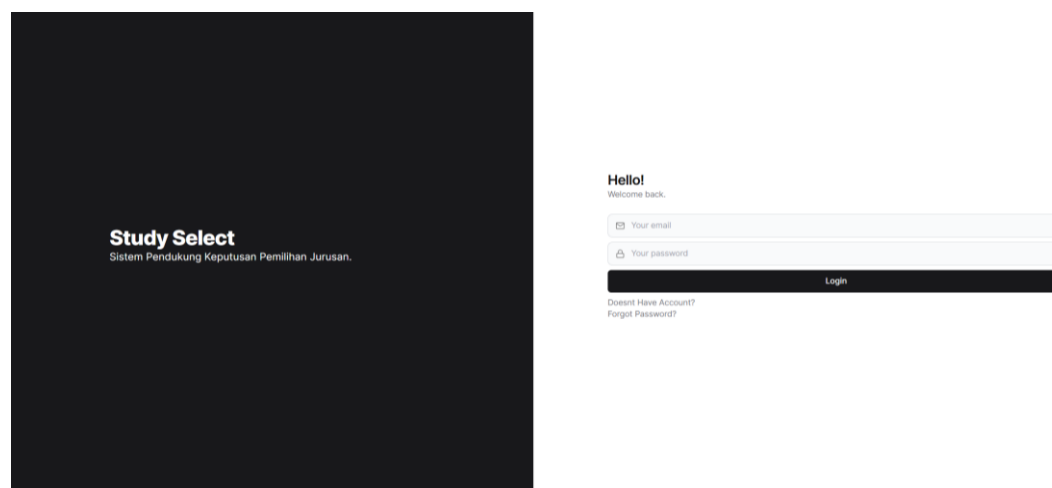 Study Select
Sistem Pendukung Keputusan Pemilihan Jurusan.
Hello!
Welcome back.
Your email
Your password
Login
Doesnt Have Account?
Forgot Password?